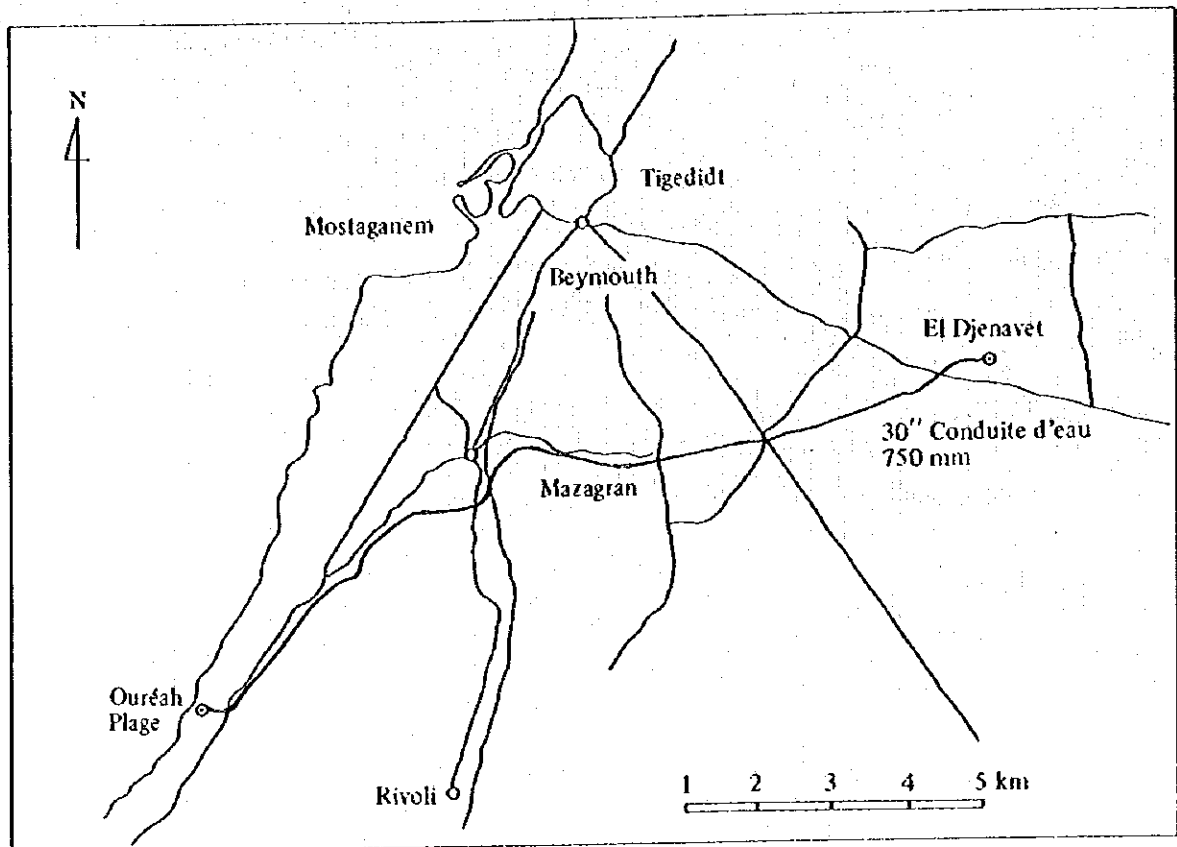 N
Tigedidt
Mostaganem
Beymouth
El Djenavet
30" Conduite d'eau
750 mm
Mazagran
Ouréah
Plage
Rivoli
1 2 3 4 5 km